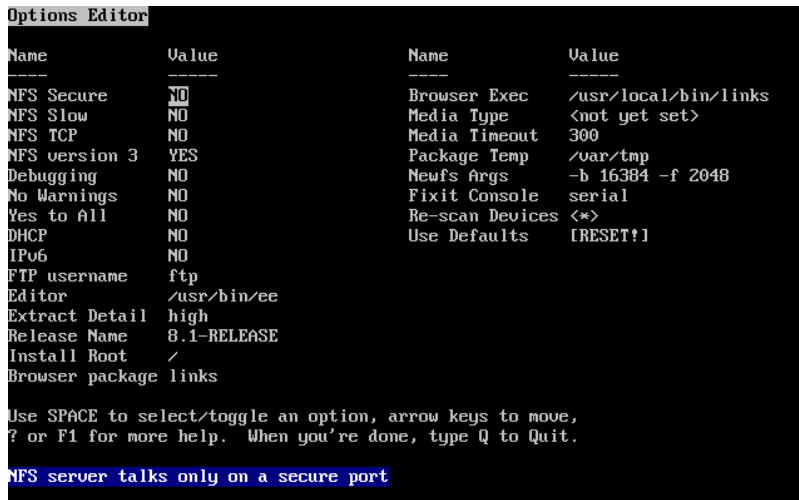 Options Editor
Name Value Name Value
---- ----- ---- -----
NFS Secure NO Browser Exec /usr/local/bin/links
NFS Slow NO Media Type <not yet set>
NFS TCP NO Media Timeout 300
NFS version 3 YES Package Temp /var/tmp
Debugging NO Newfs Args -b 16384 -f 2048
No Warnings NO Fixit Console serial
Yes to All NO Re-scan Devices <*>
DHCP NO Use Defaults [RESET!]
IPv6 NO
FTP username ftp
Editor /usr/bin/ee
Extract Detail high
Release Name 8.1-RELEASE
Install Root /
Browser package links
Use SPACE to select/toggle an option, arrow keys to move,
? or F1 for more help. When you're done, type Q to Quit.
NFS server talks only on a secure port